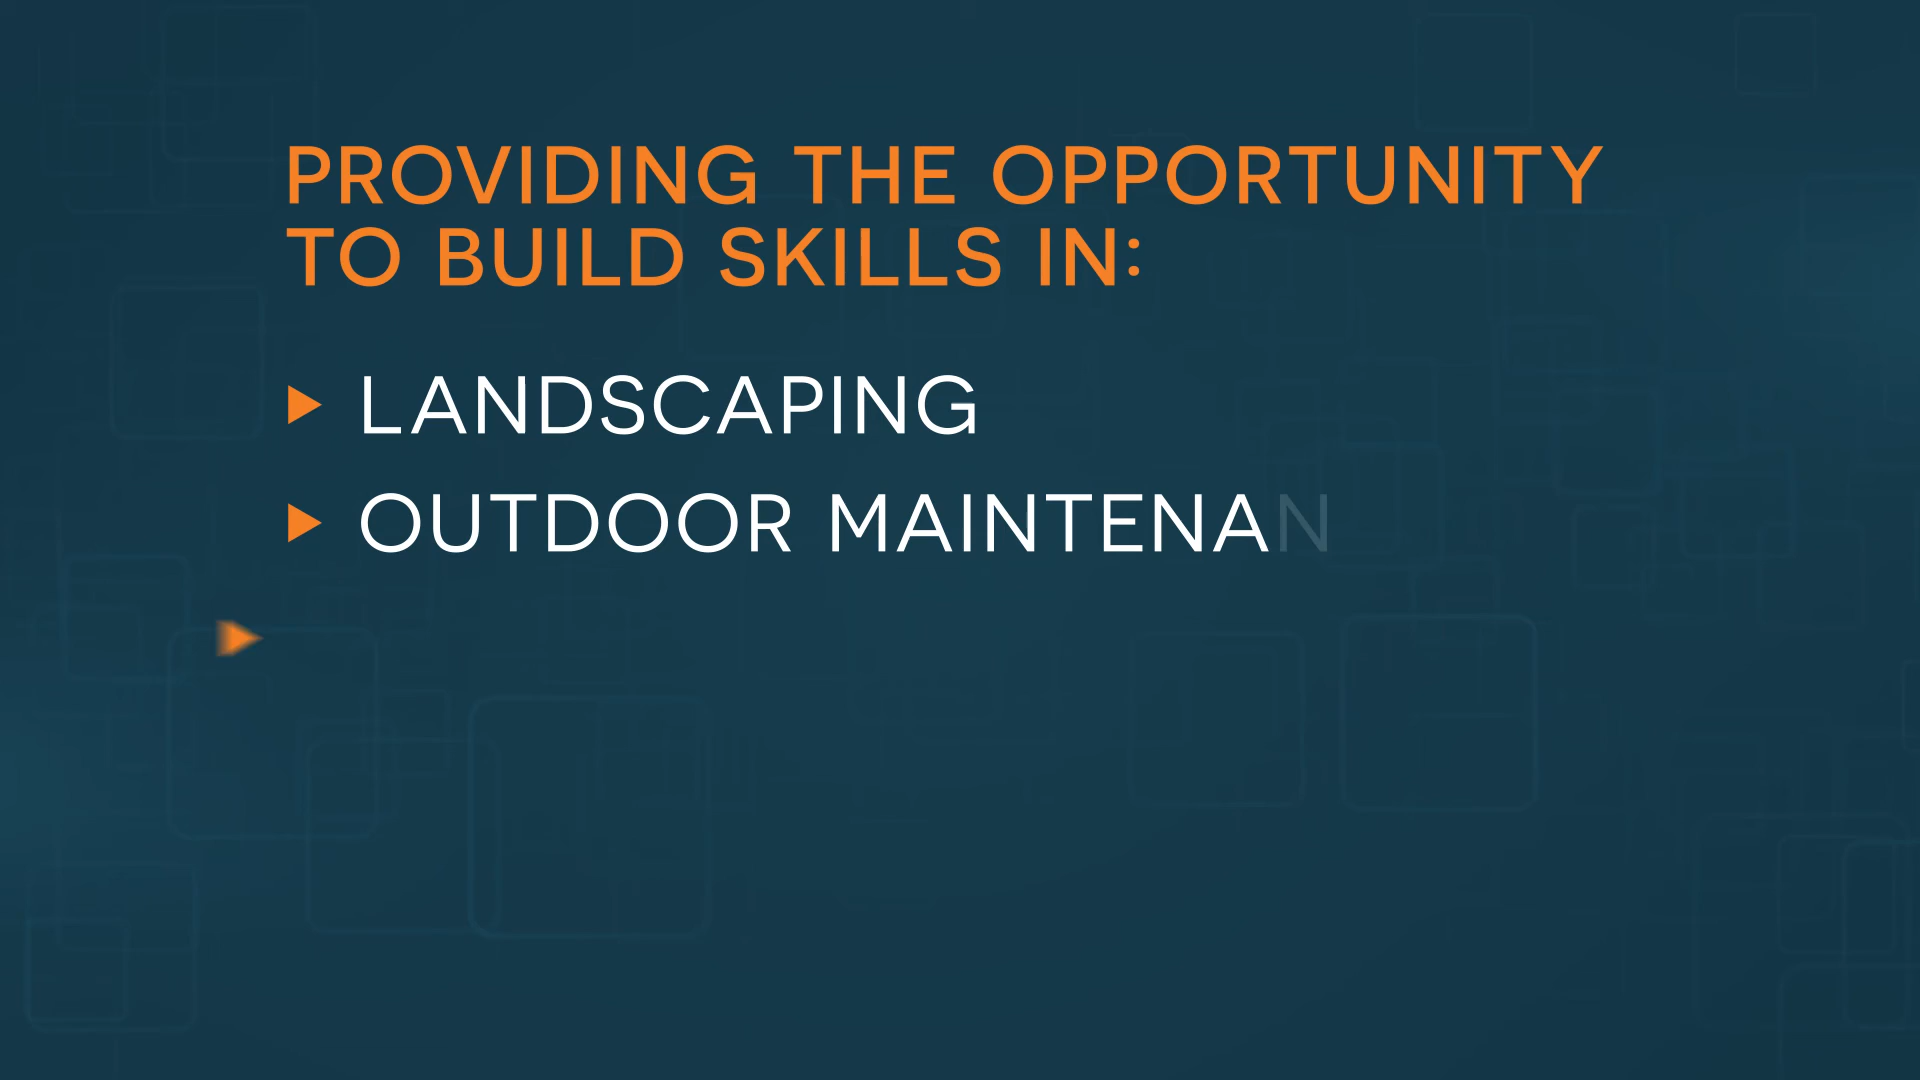 PROVIDING THE OPPORTUNITY
TO BUILD SKILLS IN:
LANDSCAPING
OUTDOOR MAINTENAN